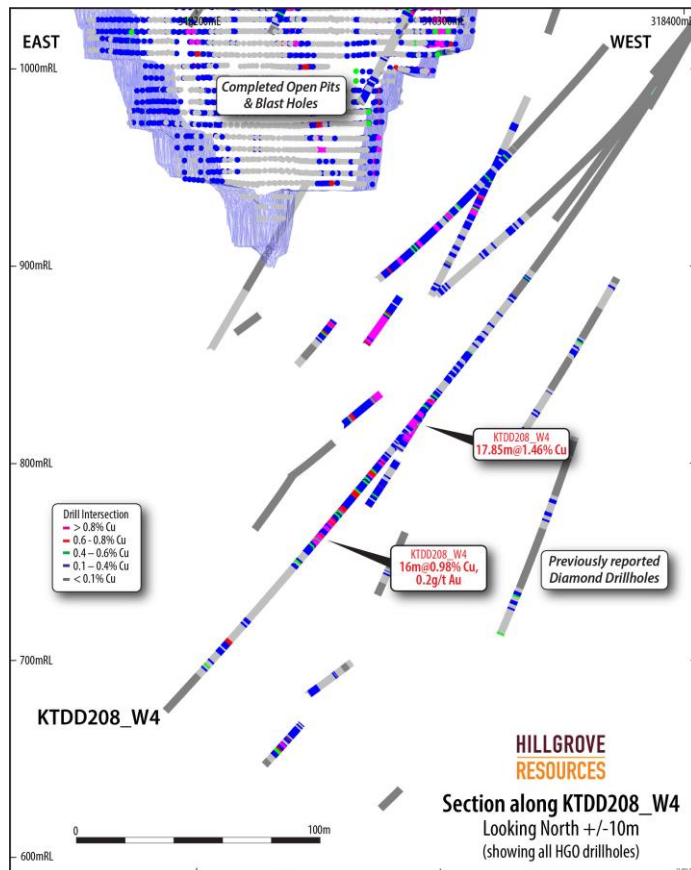 318200mE
318300mE
318400mE
EAST
WEST
1000mRL
Completed Open Pits
& Blast Holes
900mRL
KTDD208_W4
17.85m@1.46% Cu
800mRL
Drill Intersection
> 0.8% Cu
0.6 - 0.8% Cu
0.4 – 0.6% Cu
0.1 – 0.4% Cu
< 0.1% Cu
KTDD208_W4
16m@0.98% Cu,
0.2g/t Au
Previously reported
Diamond Drillholes
700mRL
KTDD208_W4
HILLGROVE
RESOURCES
Section along KTDD208_W4
Looking North +/-10m
(showing all HGO drillholes)
0
100m
600mRL